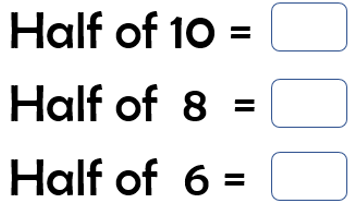 Half of 10 =
Half of 8 =
Half of 6 =